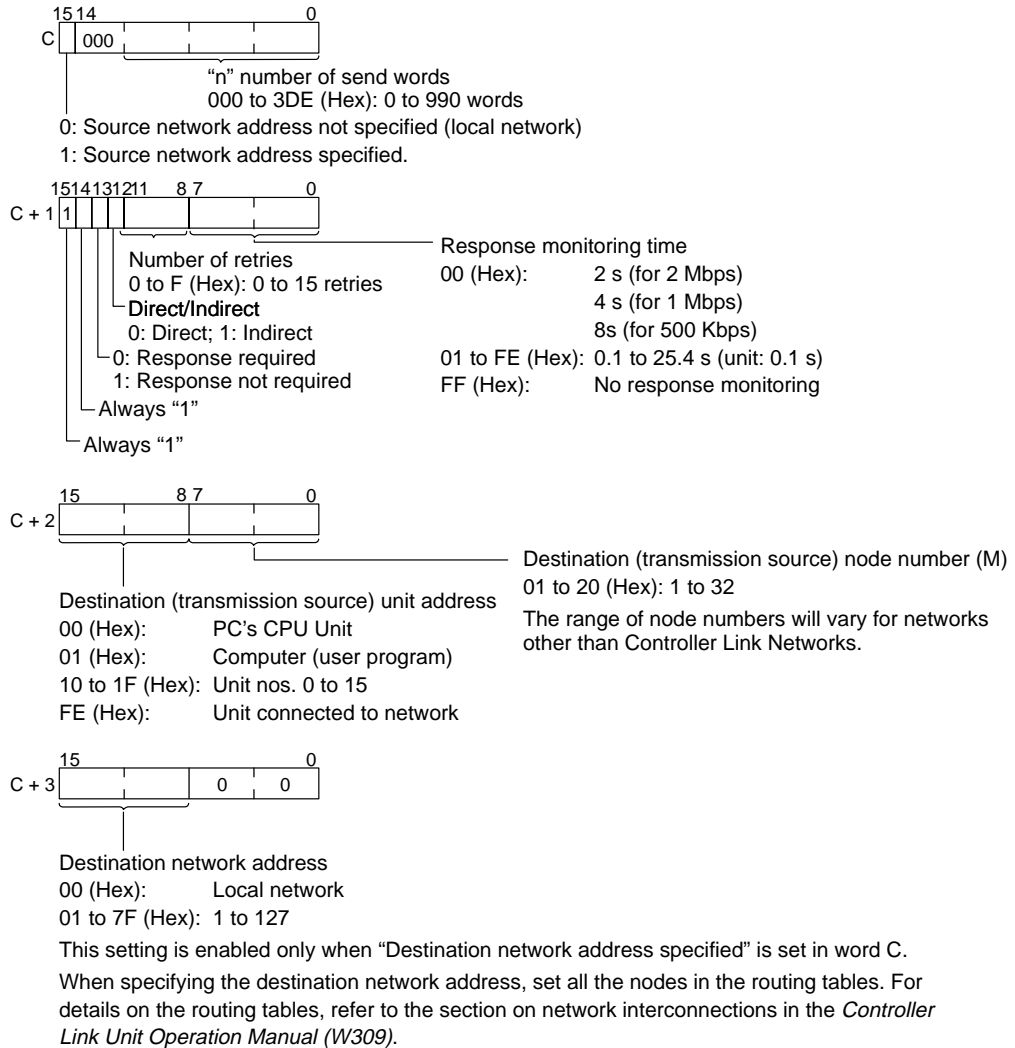 15 14 0
C 000
“n” number of send words
000 to 3DE (Hex): 0 to 990 words
0: Source network address not specified (local network)
1: Source network address specified.
15141312 11 8 7 0
C + 1 1
Number of retries
0 to F (Hex): 0 to 15 retries
Direct/Indirect
0: Direct; 1: Indirect
0: Response required
1: Response not required
Always “1”
Always “1”
Response monitoring time
00 (Hex): 2 s (for 2 Mbps)
4 s (for 1 Mbps)
8s (for 500 Kbps)
01 to FE (Hex): 0.1 to 25.4 s (unit: 0.1 s)
FF (Hex): No response monitoring
15 8 7 0
C + 2
Destination (transmission source) node number (M)
01 to 20 (Hex): 1 to 32
The range of node numbers will vary for networks
other than Controller Link Networks.
Destination (transmission source) unit address
00 (Hex): PC's CPU Unit
01 (Hex): Computer (user program)
10 to 1F (Hex): Unit nos. 0 to 15
FE (Hex): Unit connected to network
15 0
C + 3 0 0
Destination network address
00 (Hex): Local network
01 to 7F (Hex): 1 to 127
This setting is enabled only when “Destination network address specified” is set in word C.
When specifying the destination network address, set all the nodes in the routing tables. For
details on the routing tables, refer to the section on network interconnections in the Controller
Link Unit Operation Manual (W309).